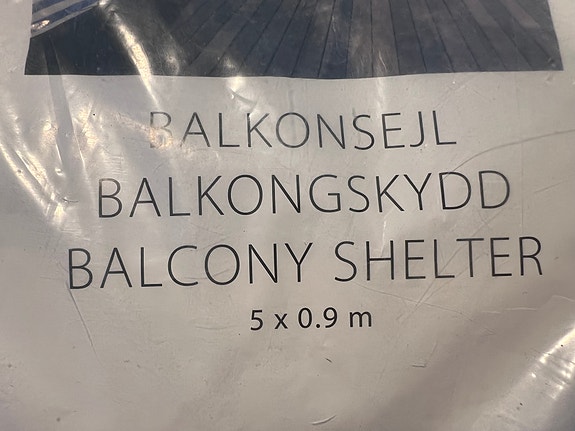 BALKONSEJL
BALKONGSKYDD
BALCONY SHELTER
5 x 0.9 m